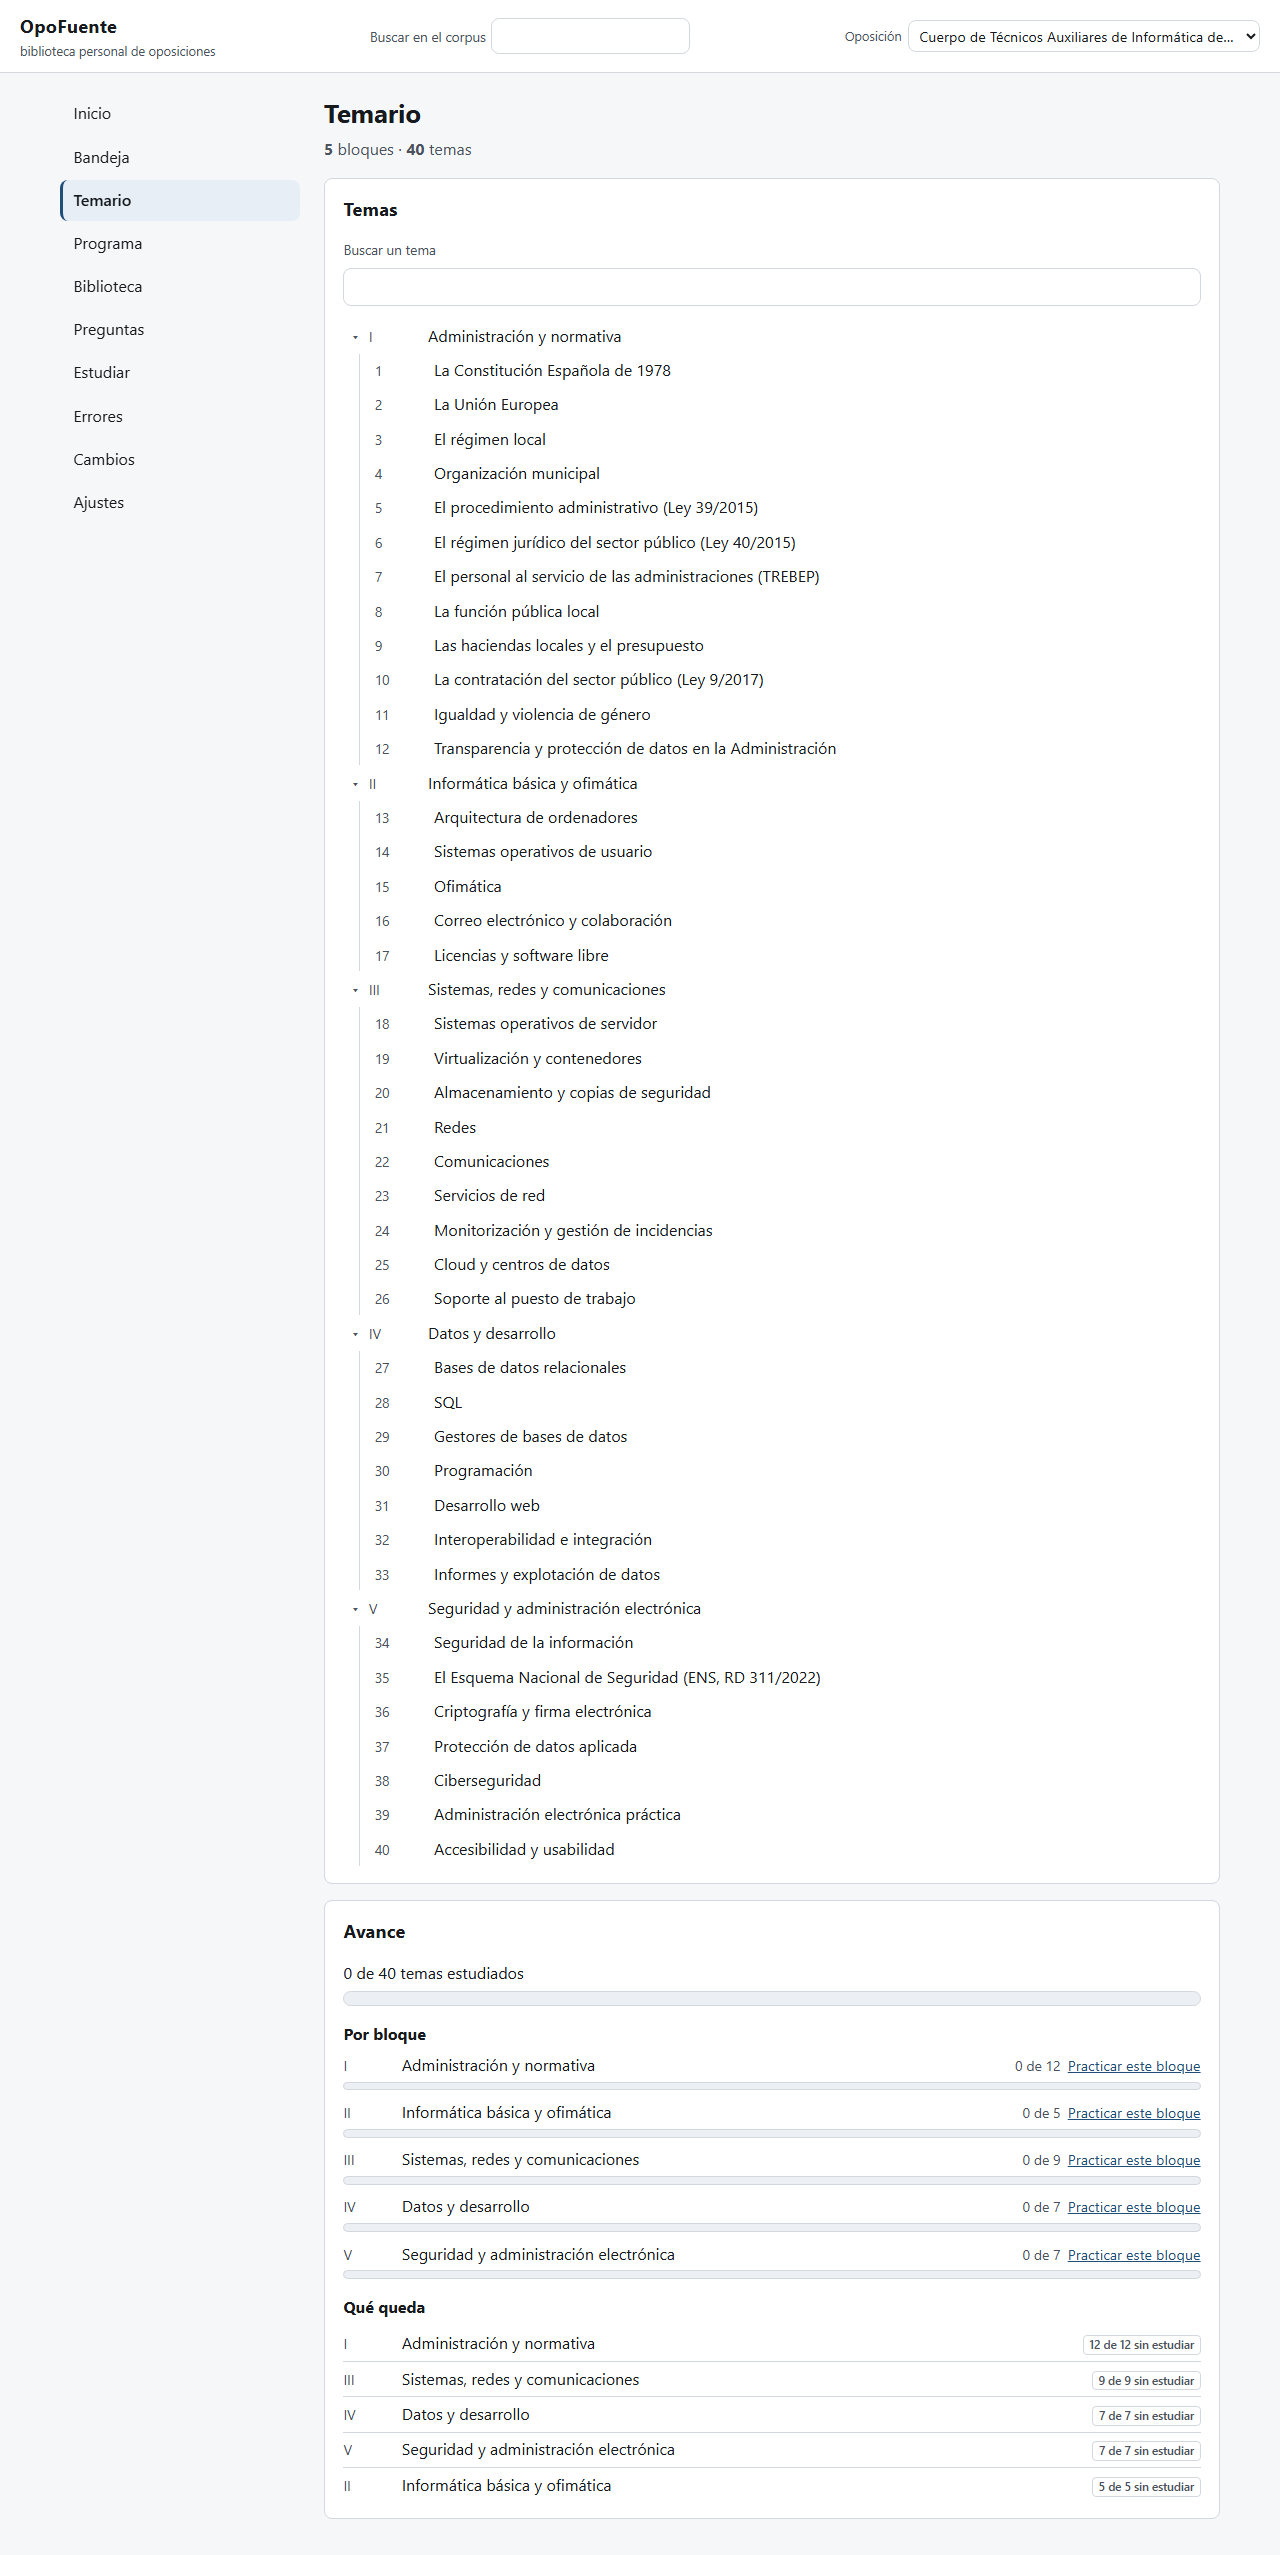 OpoFuente
biblioteca personal de oposiciones
Buscar en el corpus
Oposición
Cuerpo de Técnicos Auxiliares de Informática de...
Inicio
Bandeja
Temario
Programa
Biblioteca
Preguntas
Estudiar
Errores
Cambios
Ajustes
Temario
5 bloques · 40 temas
Temas
Buscar un tema
I Administración y normativa
1 La Constitución Española de 1978
2 La Unión Europea
3 El régimen local
4 Organización municipal
5 El procedimiento administrativo (Ley 39/2015)
6 El régimen jurídico del sector público (Ley 40/2015)
7 El personal al servicio de las administraciones (TREBEP)
8 La función pública local
9 Las haciendas locales y el presupuesto
10 La contratación del sector público (Ley 9/2017)
11 Igualdad y violencia de género
12 Transparencia y protección de datos en la Administración
II Informática básica y ofimática
13 Arquitectura de ordenadores
14 Sistemas operativos de usuario
15 Ofimática
16 Correo electrónico y colaboración
17 Licencias y software libre
III Sistemas, redes y comunicaciones
18 Sistemas operativos de servidor
19 Virtualización y contenedores
20 Almacenamiento y copias de seguridad
21 Redes
22 Comunicaciones
23 Servicios de red
24 Monitorización y gestión de incidencias
25 Cloud y centros de datos
26 Soporte al puesto de trabajo
IV Datos y desarrollo
27 Bases de datos relacionales
28 SQL
29 Gestores de bases de datos
30 Programación
31 Desarrollo web
32 Interoperabilidad e integración
33 Informes y explotación de datos
V Seguridad y administración electrónica
34 Seguridad de la información
35 El Esquema Nacional de Seguridad (ENS, RD 311/2022)
36 Criptografía y firma electrónica
37 Protección de datos aplicada
38 Ciberseguridad
39 Administración electrónica práctica
40 Accesibilidad y usabilidad
Avance
0 de 40 temas estudiados
Por bloque
I Administración y normativa 0 de 12 Practicar este bloque
II Informática básica y ofimática 0 de 5 Practicar este bloque
III Sistemas, redes y comunicaciones 0 de 9 Practicar este bloque
IV Datos y desarrollo 0 de 7 Practicar este bloque
V Seguridad y administración electrónica 0 de 7 Practicar este bloque
Qué queda
I Administración y normativa 12 de 12 sin estudiar
III Sistemas, redes y comunicaciones 9 de 9 sin estudiar
IV Datos y desarrollo 7 de 7 sin estudiar
V Seguridad y administración electrónica 7 de 7 sin estudiar
II Informática básica y ofimática 5 de 5 sin estudiar